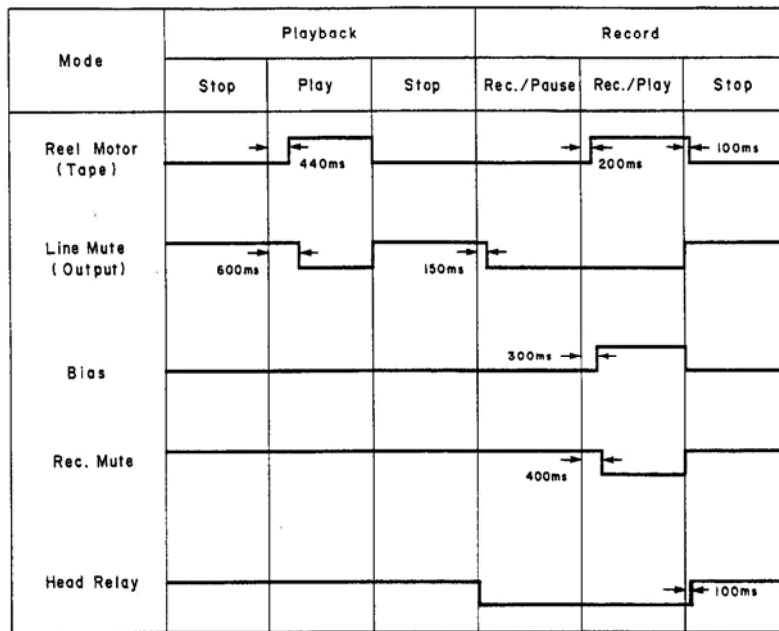 Mode
Playback
Record
Stop
Play
Stop
Rec./Pause
Rec./Play
Stop
Reel Motor
(Tape)
440ms
200ms
100ms
Line Mute
(Output)
600ms
150ms
Bias
300ms
Rec. Mute
400ms
Head Relay
100ms